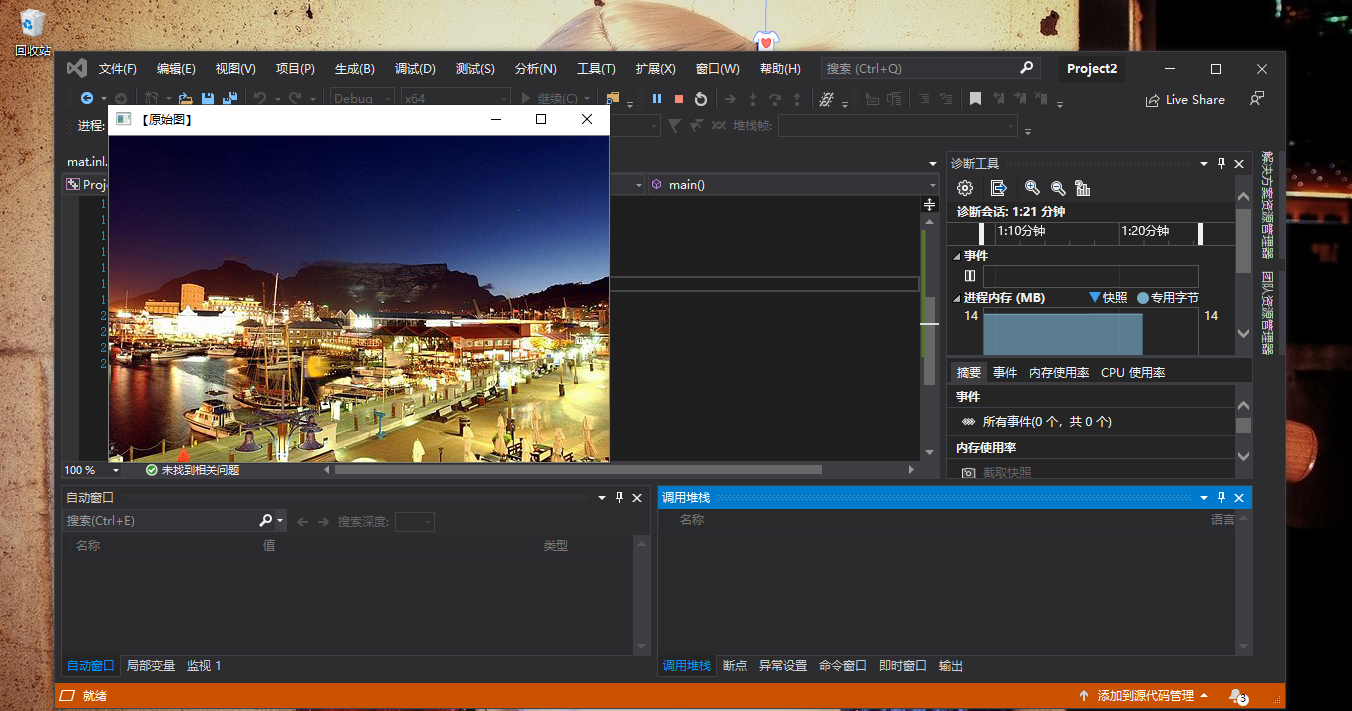 回收站
文件(F) 编辑(E) 视图(V) 项目(P) 生成(B) 调试(D) 测试(S) 分析(N) 工具(T) 扩展(X) 窗口(W) 帮助(H) 搜索 (Ctrl+Q) Project2
Debug x64 继续(C) Live Share
【原始图】
进程: 堆栈帧:
mat.inl.
Proj main()
1
1
1
1
1
1
1
2
2
2
2
诊断工具
诊断会话: 1:21 分钟
1:10分钟 1:20分钟
事件
进程内存 (MB) 快照 专用字节
14 14
摘要 事件 内存使用率 CPU 使用率
事件
所有事件(0 个，共 0 个)
内存使用率
截取快照
解决方案资源管理器
团队资源管理器
100 % 未找到相关问题
自动窗口
搜索(Ctrl+E) 搜索深度:
名称 值 类型
自动窗口 局部变量 监视 1
调用堆栈
名称 语言
调用堆栈 断点 异常设置 命令窗口 即时窗口 输出
就绪 添加到源代码管理 3